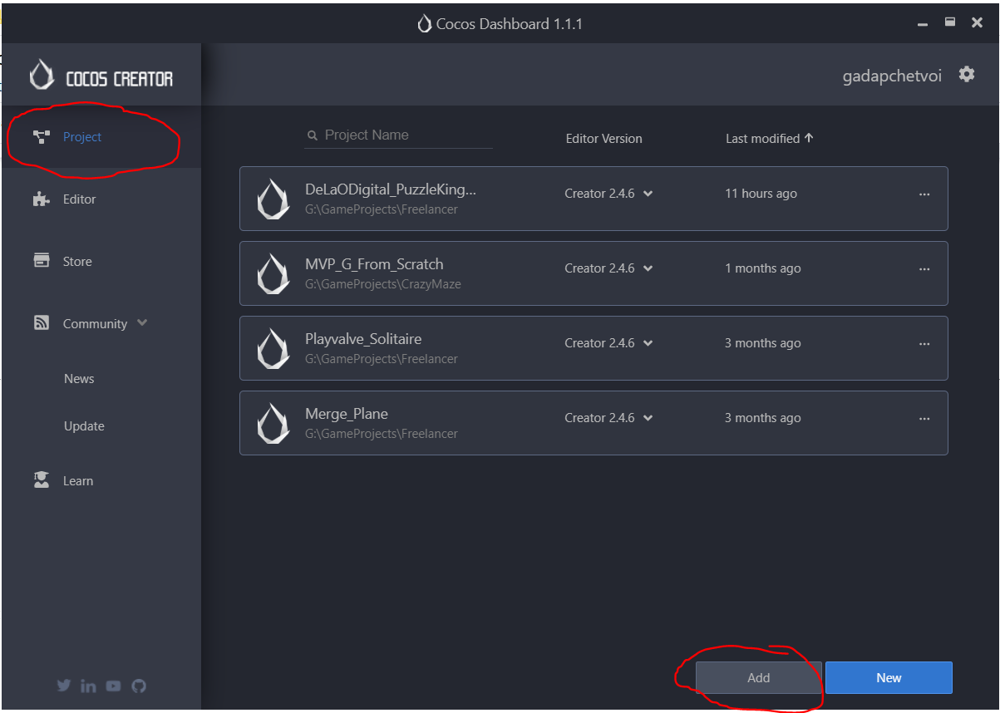 Cocos Dashboard 1.1.1
COCOS CREATOR
gadapchetvoi
Project
Editor
Store
Community
News
Update
Learn
Project Name
Editor Version
Last modified
DeLaODigital_PuzzleKing...
G:\GameProjects\Freelancer
Creator 2.4.6
11 hours ago
MVP_G_From_Scratch
G:\GameProjects\CrazyMaze
Creator 2.4.6
1 months ago
Playvalve_Solitaire
G:\GameProjects\Freelancer
Creator 2.4.6
3 months ago
Merge_Plane
G:\GameProjects\Freelancer
Creator 2.4.6
3 months ago
Add
New